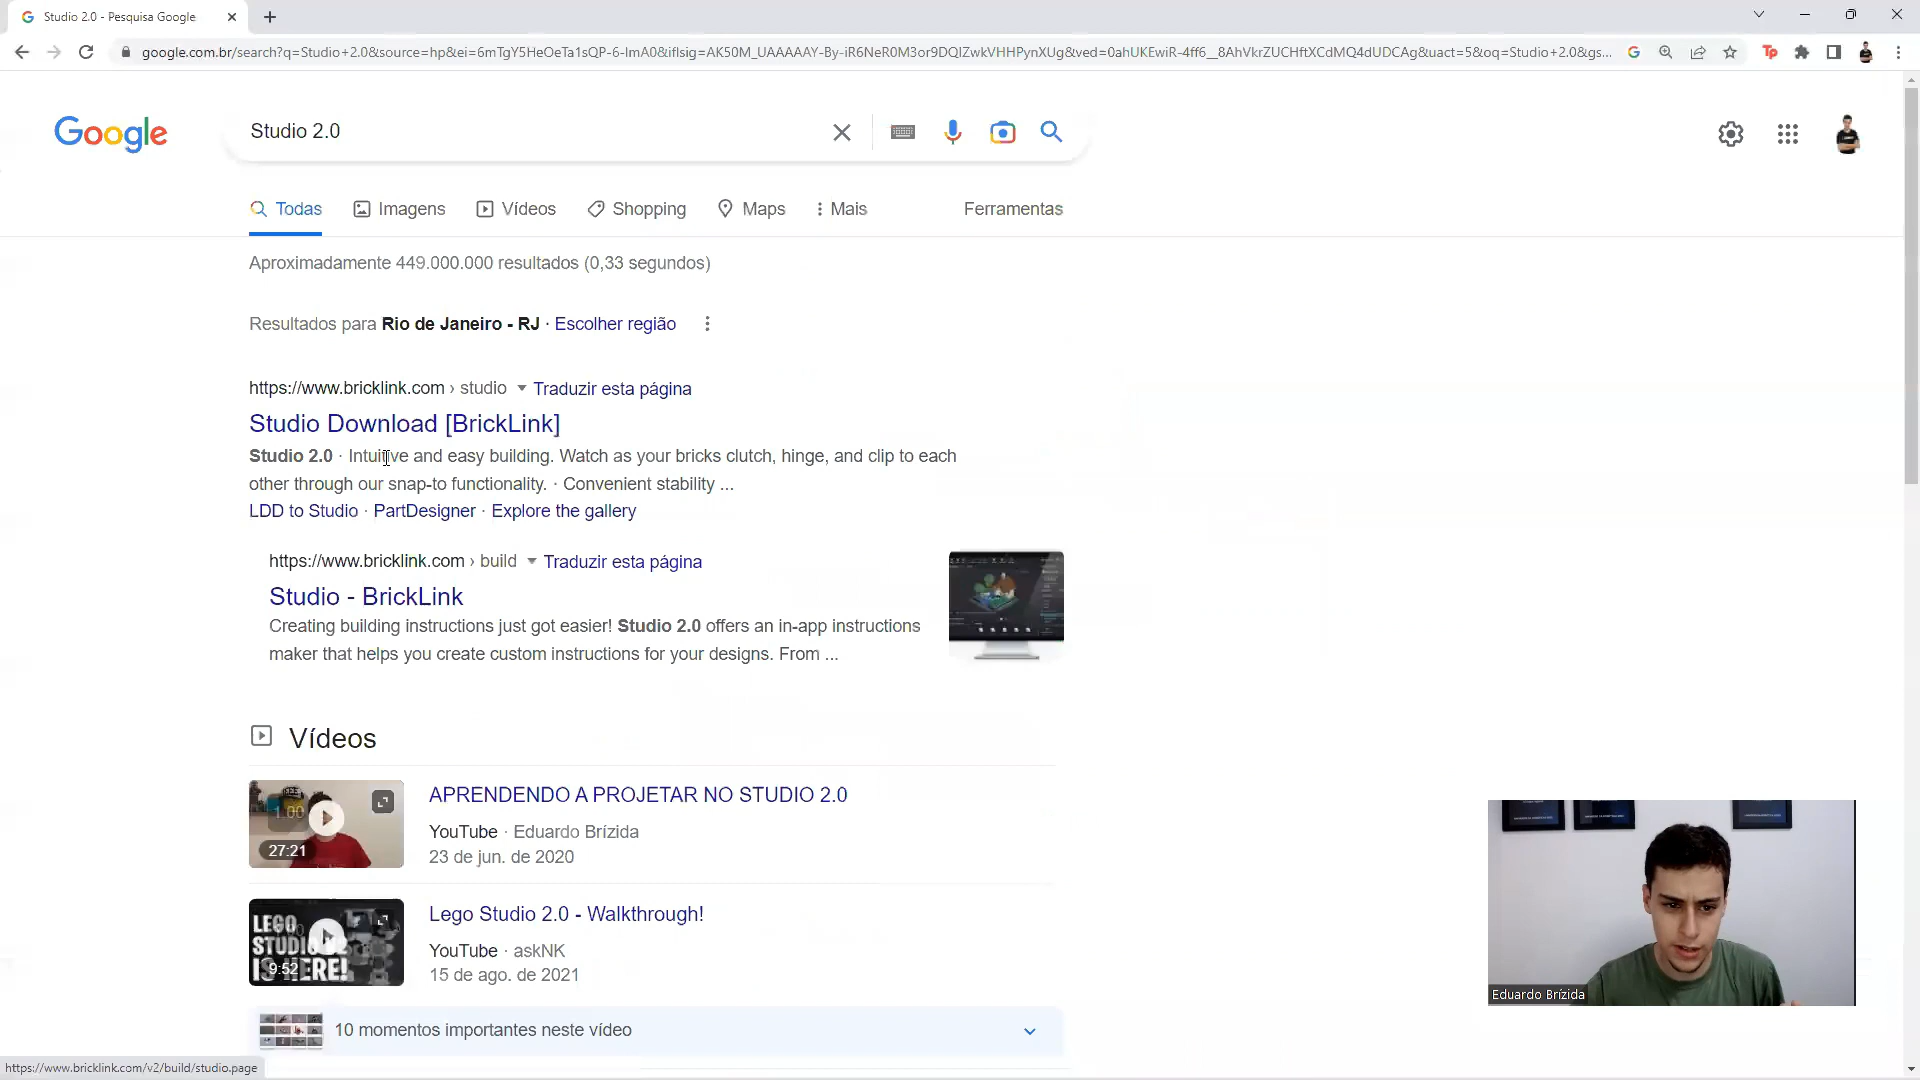 Studio 2.0 - Pesquisa Google
google.com.br/search?q=Studio+2.0&source=hp&ei=6mTgY5HeOeTa1sQP-6-ImA0&iflsig=AK50M_UAAAAAY-By-iR6NeR0M3or9DQIZwkVHHPynXUg&ved=0ahUKEwiR-4ff6__8AhVkrZUCHftXCdMQ4dUDCAg&uact=5&oq=Studio+2.0&gs...
Google
Studio 2.0
Todas Imagens Vídeos Shopping Maps Mais Ferramentas
Aproximadamente 449.000.000 resultados (0,33 segundos)
Resultados para Rio de Janeiro - RJ · Escolher região
https://www.bricklink.com › studio Traduzir esta página
Studio Download [BrickLink]
Studio 2.0 · Intuitive and easy building. Watch as your bricks clutch, hinge, and clip to each
other through our snap-to functionality. · Convenient stability ...
LDD to Studio · PartDesigner · Explore the gallery
https://www.bricklink.com › build Traduzir esta página
Studio - BrickLink
Creating building instructions just got easier! Studio 2.0 offers an in-app instructions
maker that helps you create custom instructions for your designs. From ...
Vídeos
APRENDENDO A PROJETAR NO STUDIO 2.0
YouTube · Eduardo Brízida
23 de jun. de 2020
27:21
Lego Studio 2.0 - Walkthrough!
YouTube · askNK
15 de ago. de 2021
LEGO
STUDIO
IS HERE!
9:52
10 momentos importantes neste vídeo
Eduardo Brízida
https://www.bricklink.com/v2/build/studio.page